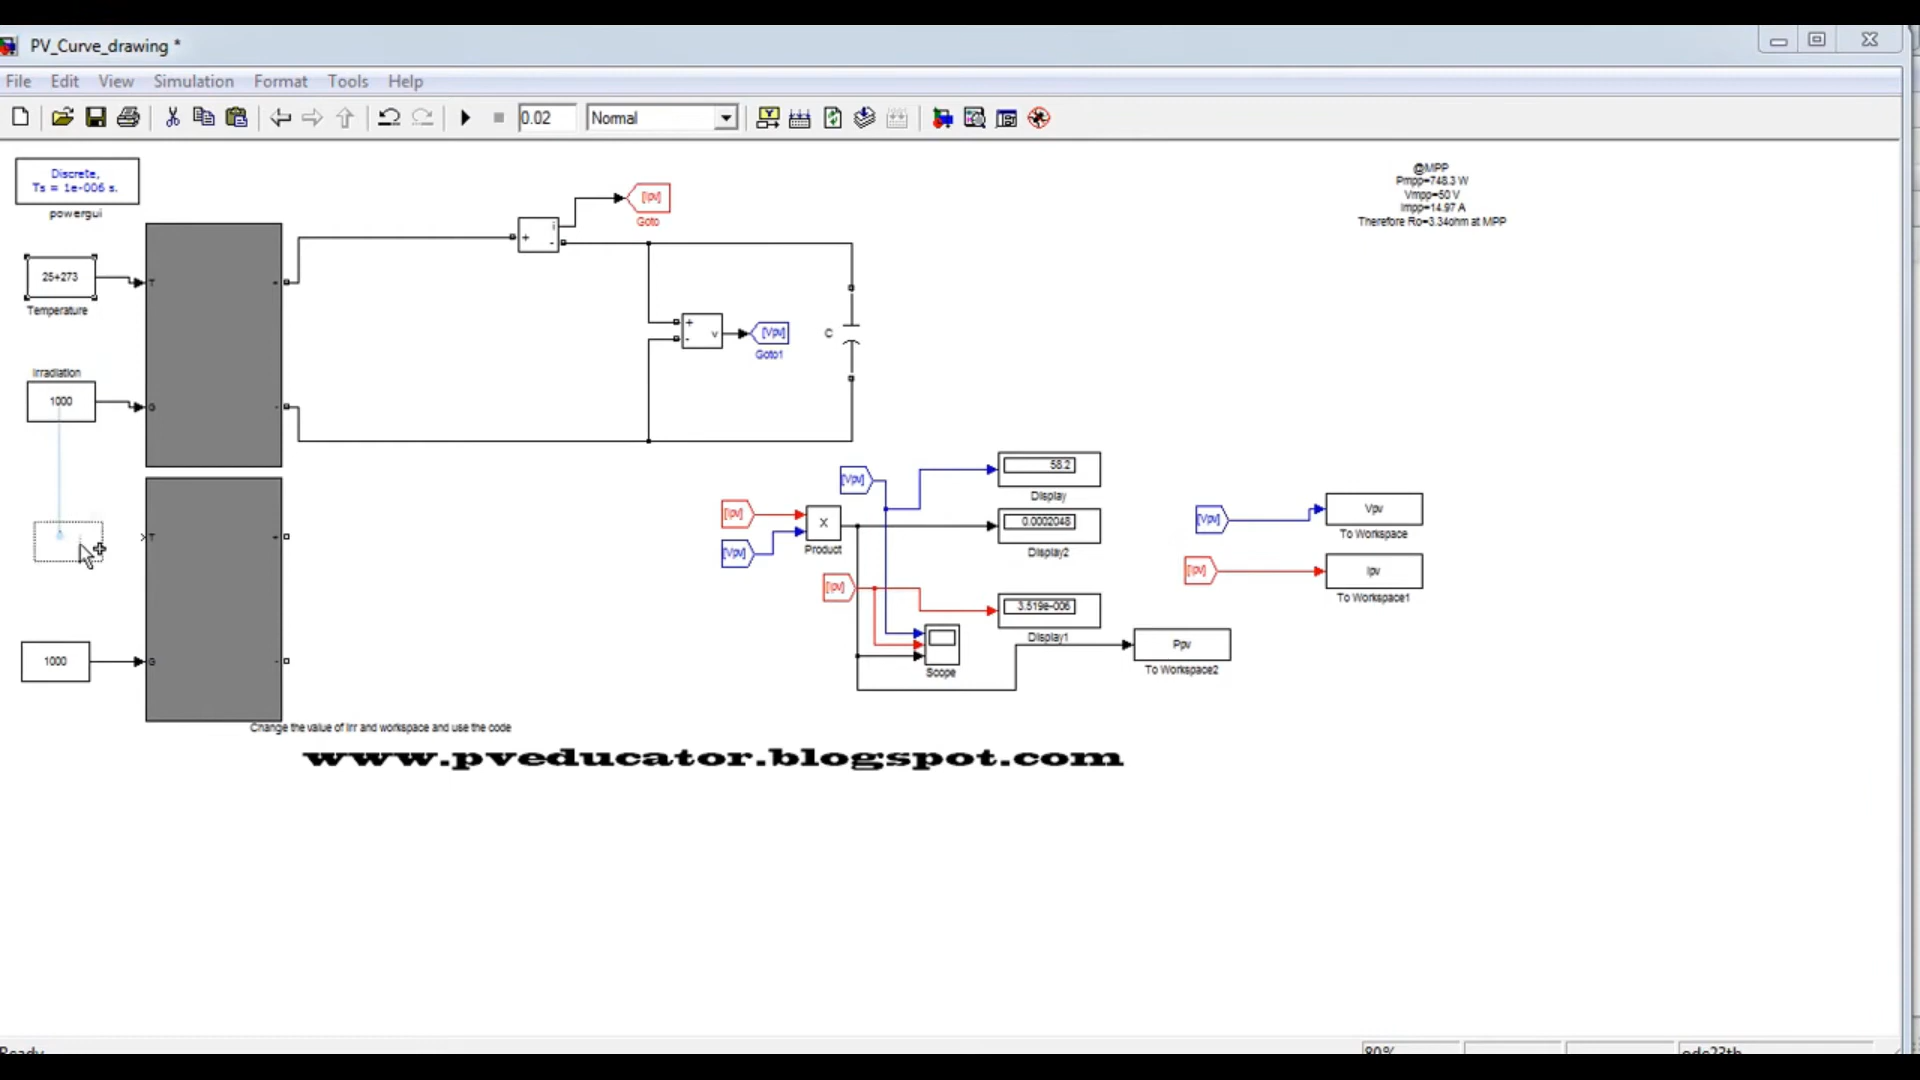 PV_Curve_drawing *
File Edit View Simulation Format Tools Help
0.02 Normal
Discrete,
Ts = 1e-006 s.
powergui
25+273
Temperature
Irradiation
1000
T
G
+
-
i
+
-
[Ipv]
Goto
+
-
v
[Vpv]
Goto1
C
@MPP
Pmpp=748.3 W
Vmpp=50 V
Impp=14.97 A
Therefore Ro=3.34ohm at MPP
T
G
+
-
1000
[Vpv]
58.2
Display
[Ipv]
[Vpv]
X
Product
0.0002048
Display2
[Ipv]
3.519e-006
Display1
Scope
Ppv
To Workspace2
[Vpv]
Vpv
To Workspace
[Ipv]
Ipv
To Workspace1
Change the value of Irr and workspace and use the code
www.pveducator.blogspot.com
Ready
80%
ode23tb